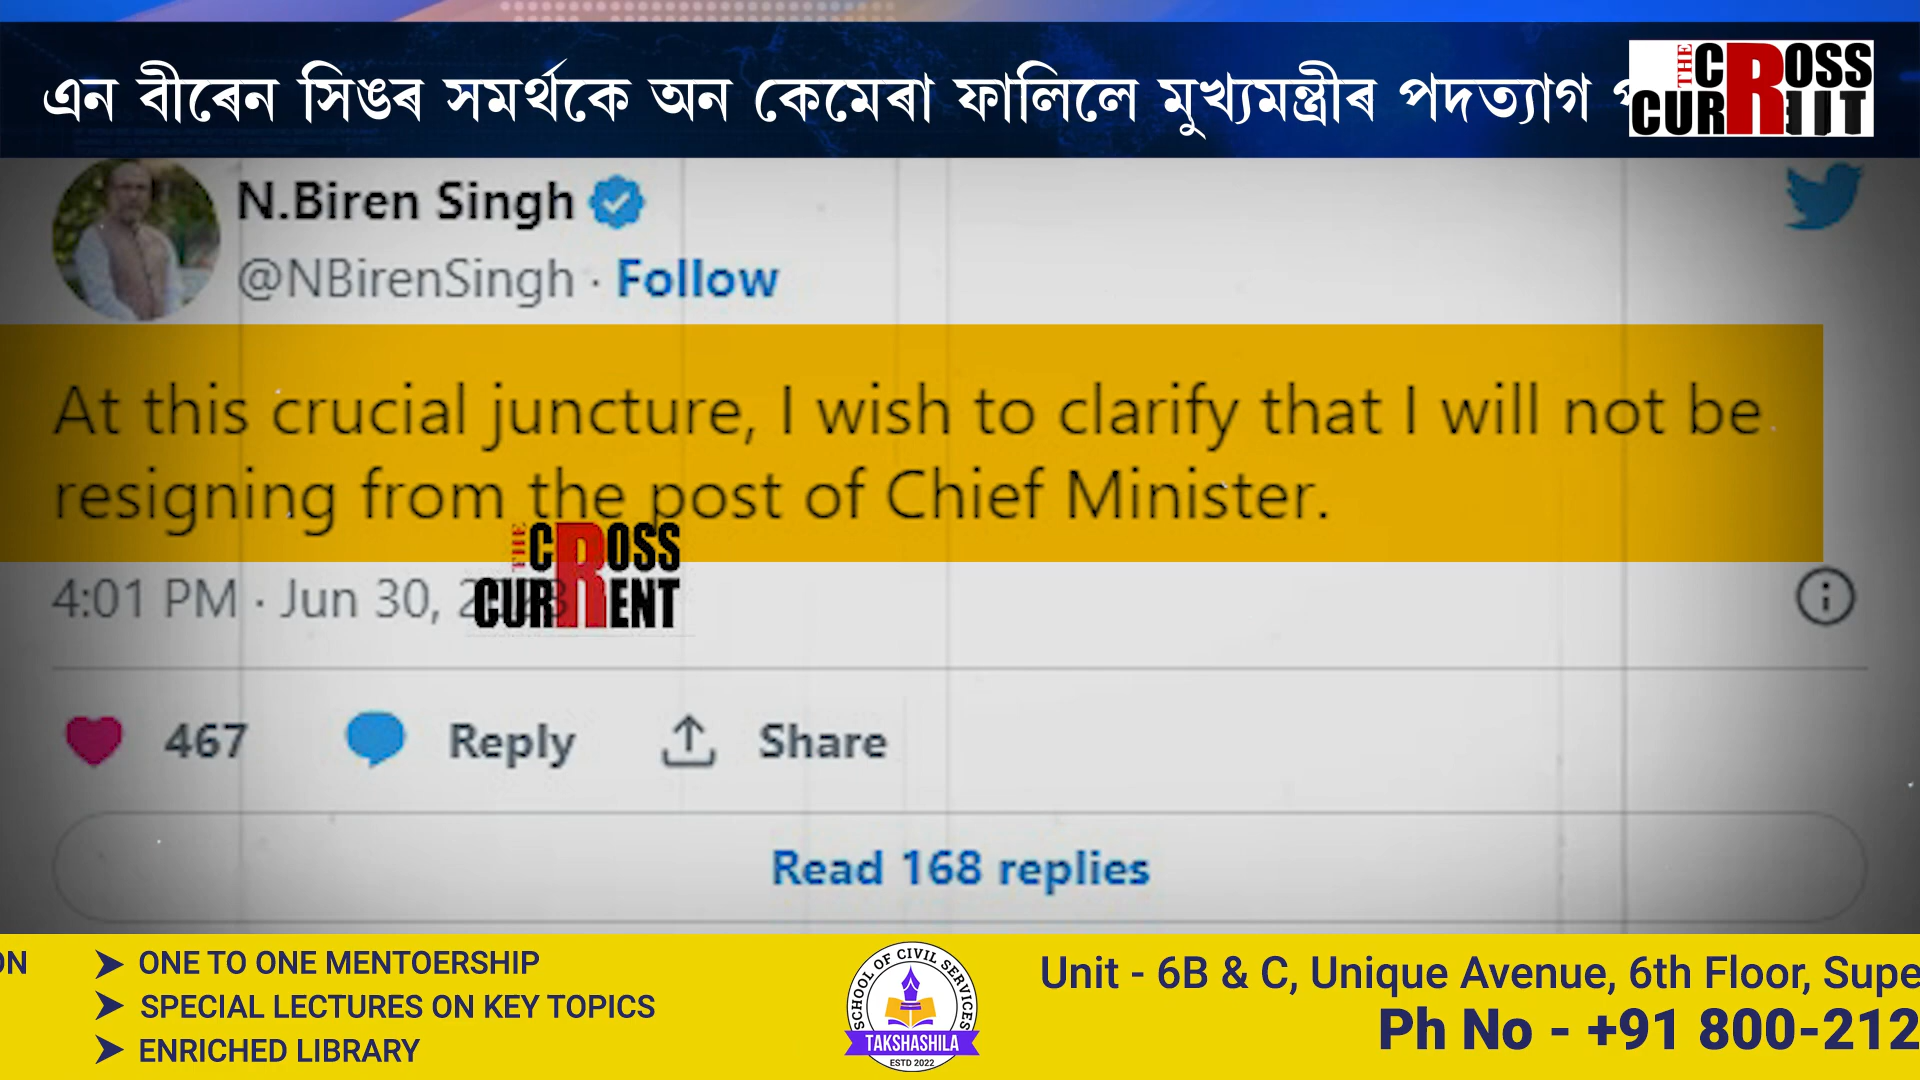 এন বীৰেন সিঙৰ সমৰ্থকে অন কেমেৰা ফালিলে মুখ্যমন্ত্ৰীৰ পদত্যাগ
THE CROSS CURRENT
N.Biren Singh
@NBirenSingh · Follow
At this crucial juncture, I wish to clarify that I will not be
resigning from the post of Chief Minister.
THE CROSS CURRENT
4:01 PM · Jun 30,
467 Reply Share
Read 168 replies
ON
➤ ONE TO ONE MENTOERSHIP
➤ SPECIAL LECTURES ON KEY TOPICS
➤ ENRICHED LIBRARY
SCHOOL OF CIVIL SERVICES
TAKSHASHILA
ESTD 2022
Unit - 6B & C, Unique Avenue, 6th Floor, Supe
Ph No - +91 800-212